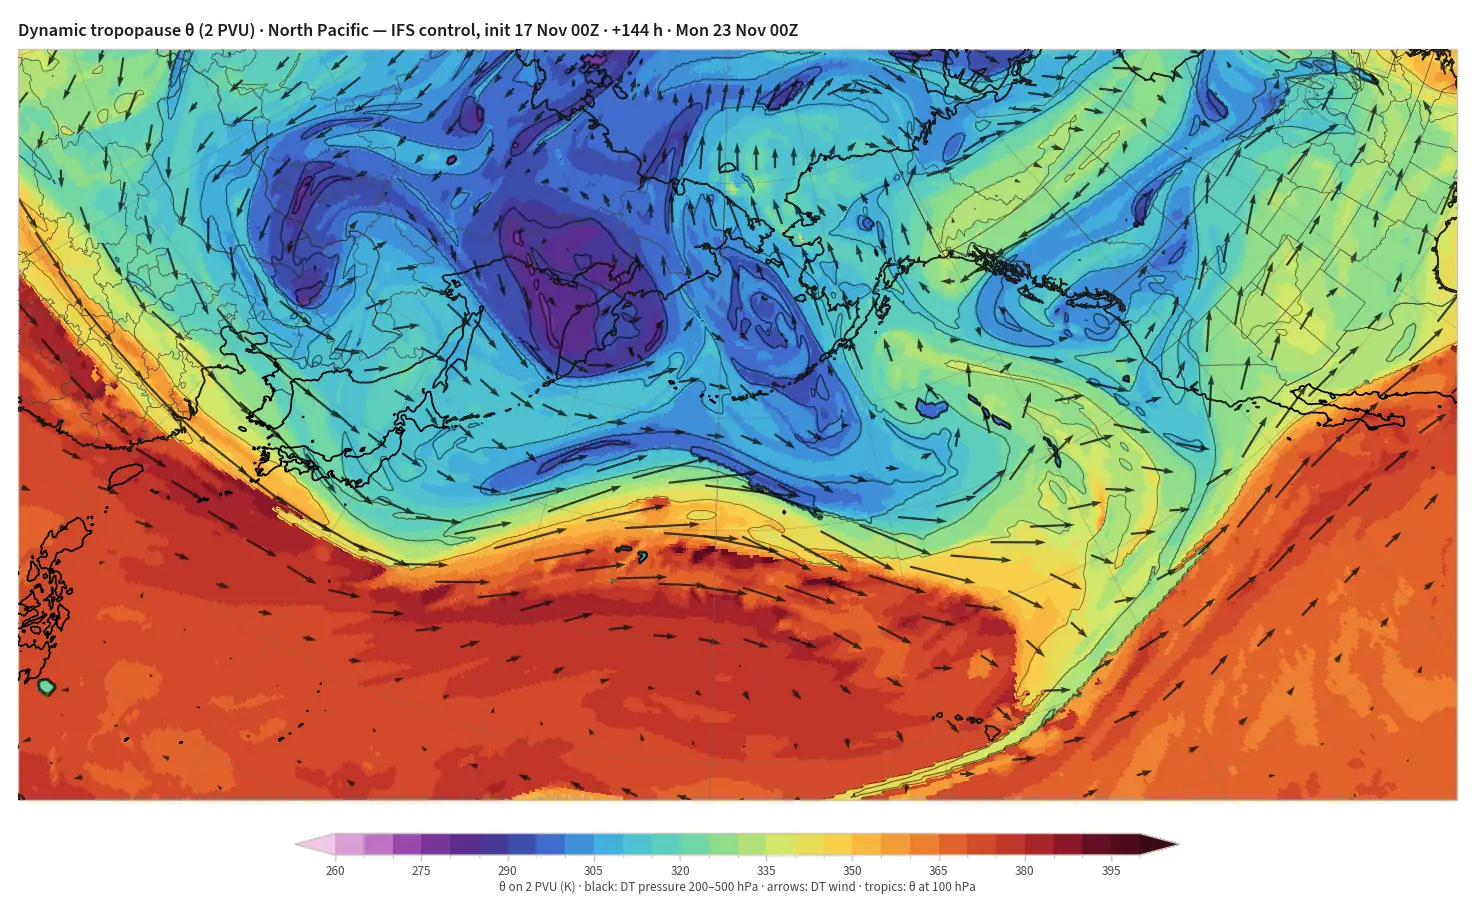 Dynamic tropopause θ (2 PVU) · North Pacific — IFS control, init 17 Nov 00Z · +144 h · Mon 23 Nov 00Z
260 275 290 305 320 335 350 365 380 395
θ on 2 PVU (K) · black: DT pressure 200–500 hPa · arrows: DT wind · tropics: θ at 100 hPa